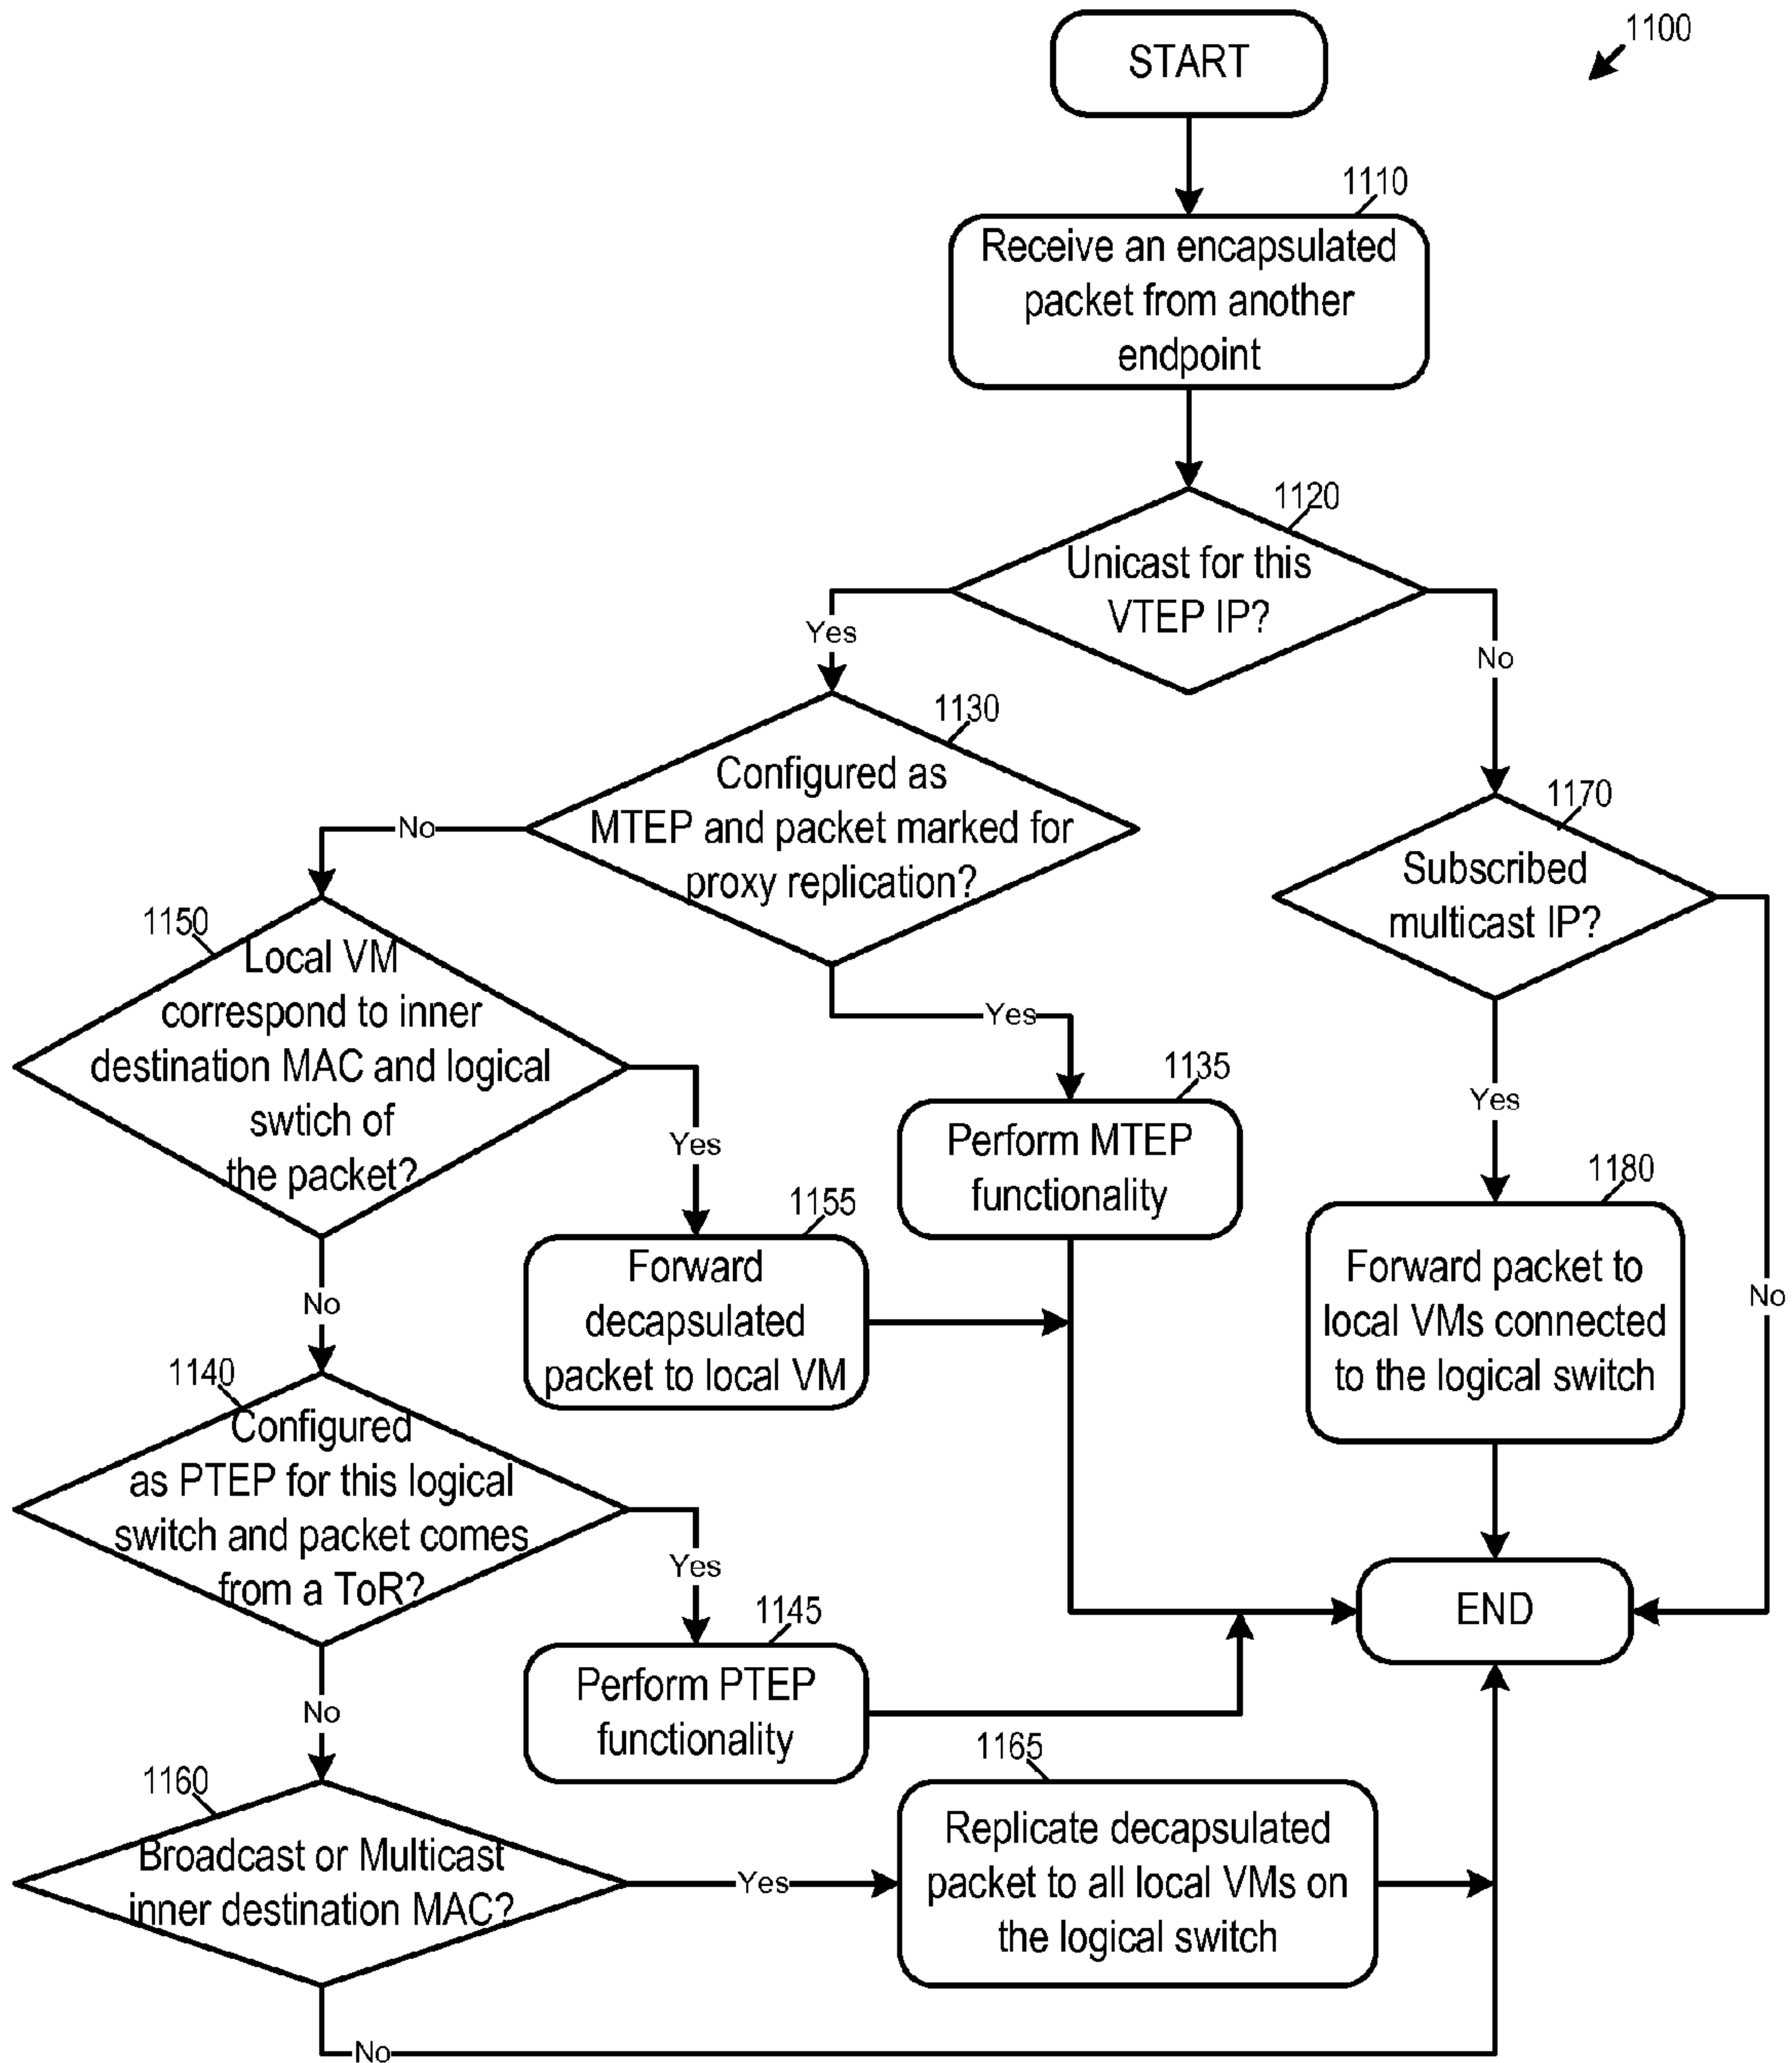 1100
START
1110
Receive an encapsulated
packet from another
endpoint
1120
Unicast for this
VTEP IP?
Yes
No
1130
Configured as
MTEP and packet marked for
proxy replication?
No
Yes
1170
Subscribed
multicast IP?
Yes
No
1150
Local VM
correspond to inner
destination MAC and logical
swtich of
the packet?
Yes
No
1135
Perform MTEP
functionality
1155
Forward
decapsulated
packet to local VM
1180
Forward packet to
local VMs connected
to the logical switch
1140
Configured
as PTEP for this logical
switch and packet comes
from a ToR?
Yes
No
END
1145
Perform PTEP
functionality
1160
Broadcast or Multicast
inner destination MAC?
Yes
No
1165
Replicate decapsulated
packet to all local VMs on
the logical switch